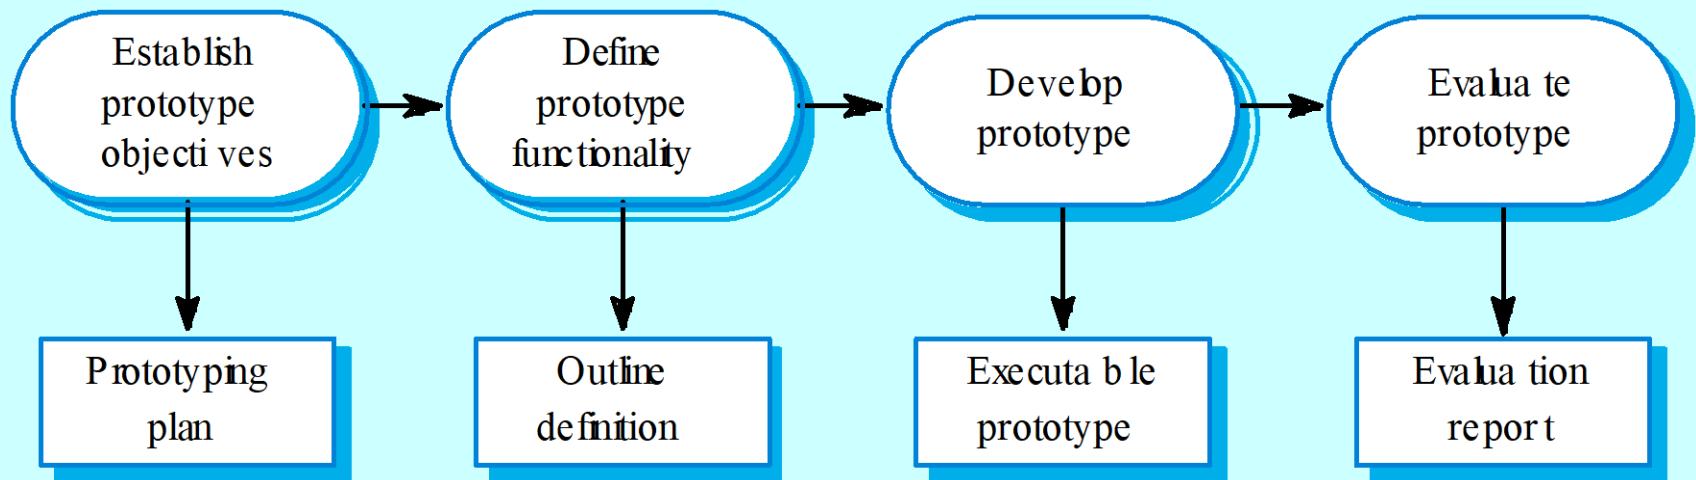 Establish
prototype
objectives
Define
prototype
functionality
Develop
prototype
Evaluate
prototype
Prototyping
plan
Outline
definition
Executable
prototype
Evaluation
report